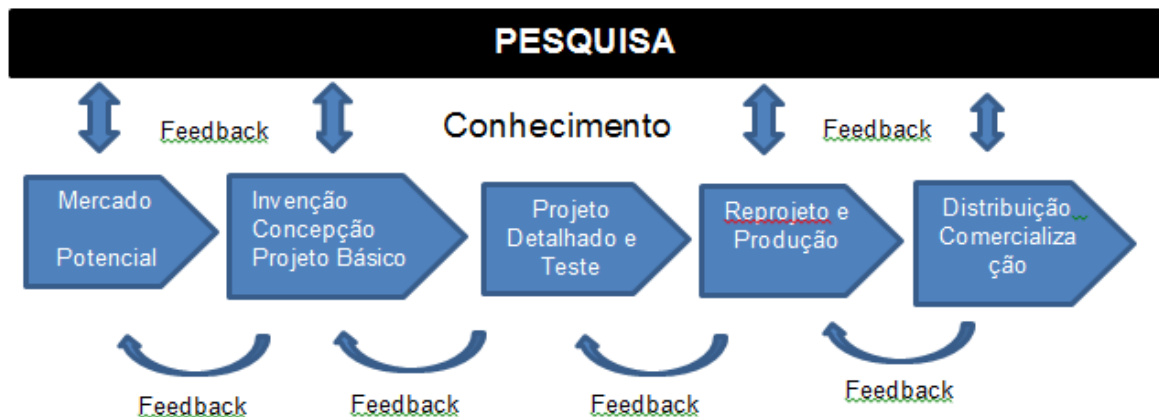 PESQUISA
Feedback
Conhecimento
Feedback
Mercado
Potencial
Invenção
Concepção
Projeto Básico
Projeto
Detalhado e
Teste
Reprojeto e
Produção
Distribuição
Comercializa
ção
Feedback
Feedback
Feedback
Feedback